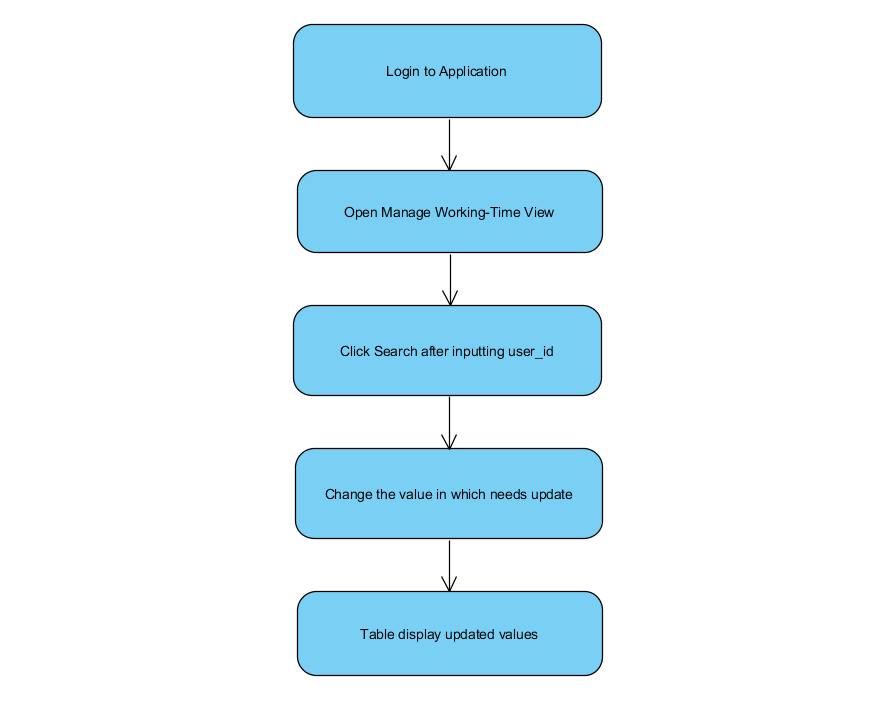 Login to Application
Open Manage Working-Time View
Click Search after inputting user_id
Change the value in which needs update
Table display updated values